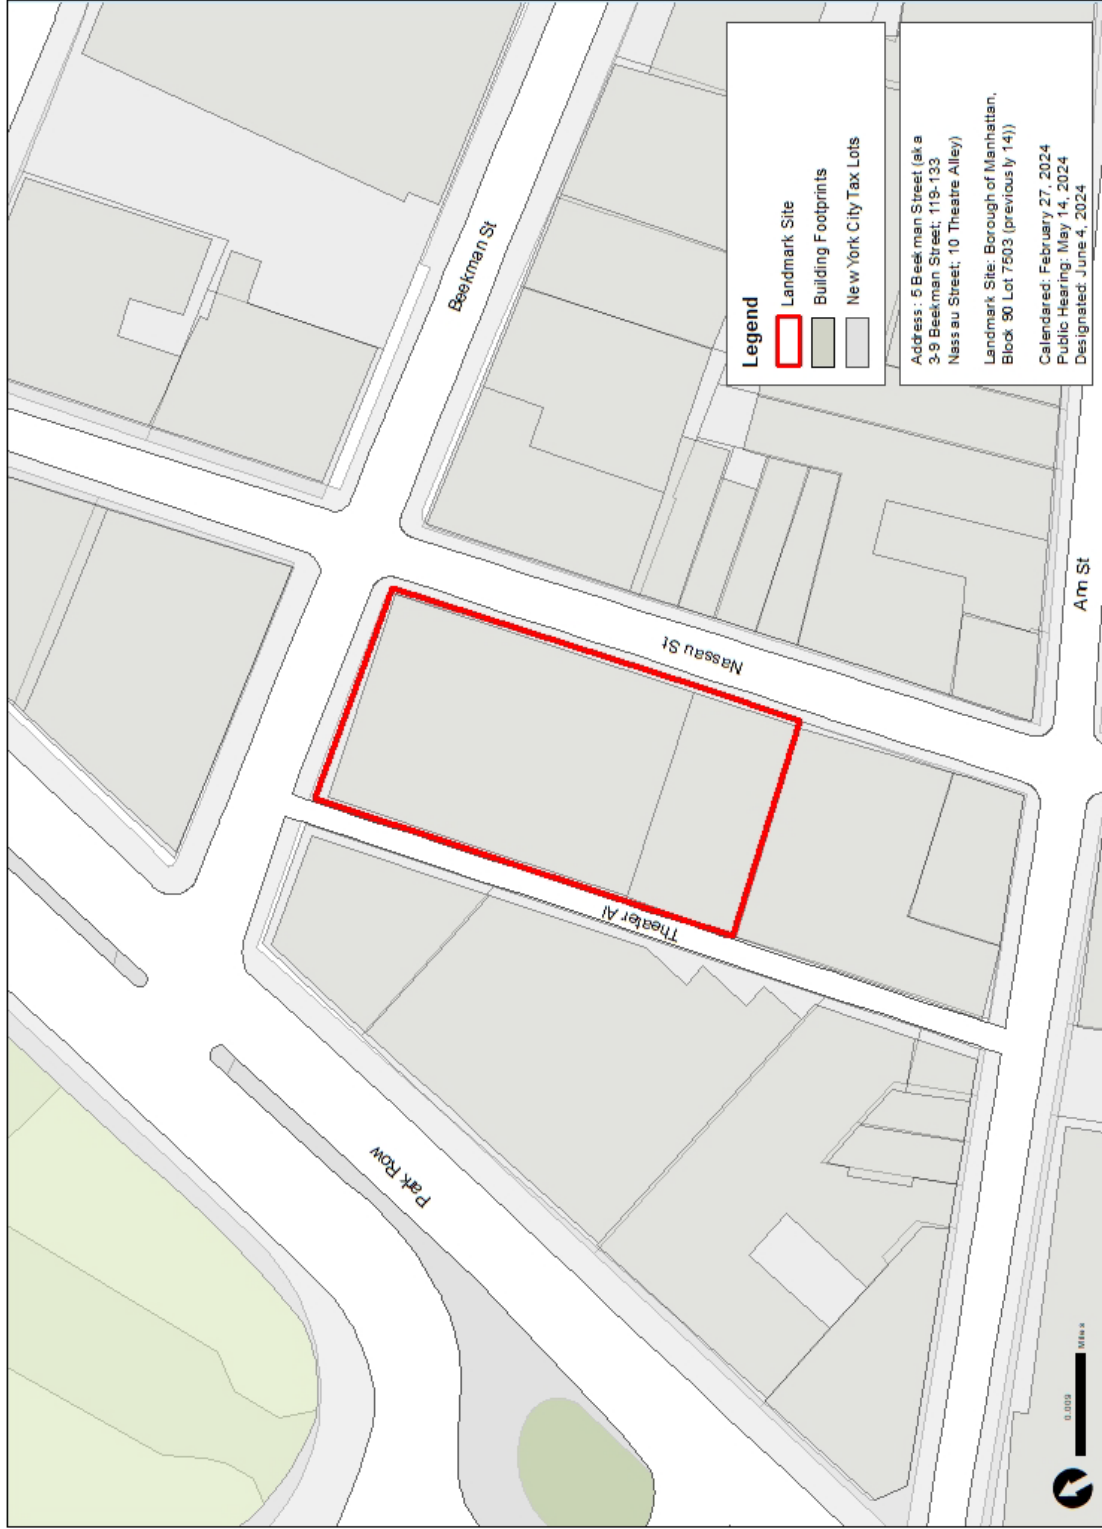 Beekman St
Nassau St
Theater Al
Park Row
Ann St
Legend
Landmark Site
Building Footprints
New York City Tax Lots
Address: 5 Beekman Street (aka
3-9 Beekman Street; 119-133
Nassau Street; 10 Theatre Alley)
Landmark Site: Borough of Manhattan,
Block 90 Lot 7503 (previously 14))
Calendared: February 27, 2024
Public Hearing: May 14, 2024
Designated: June 4, 2024
0.009
Miles